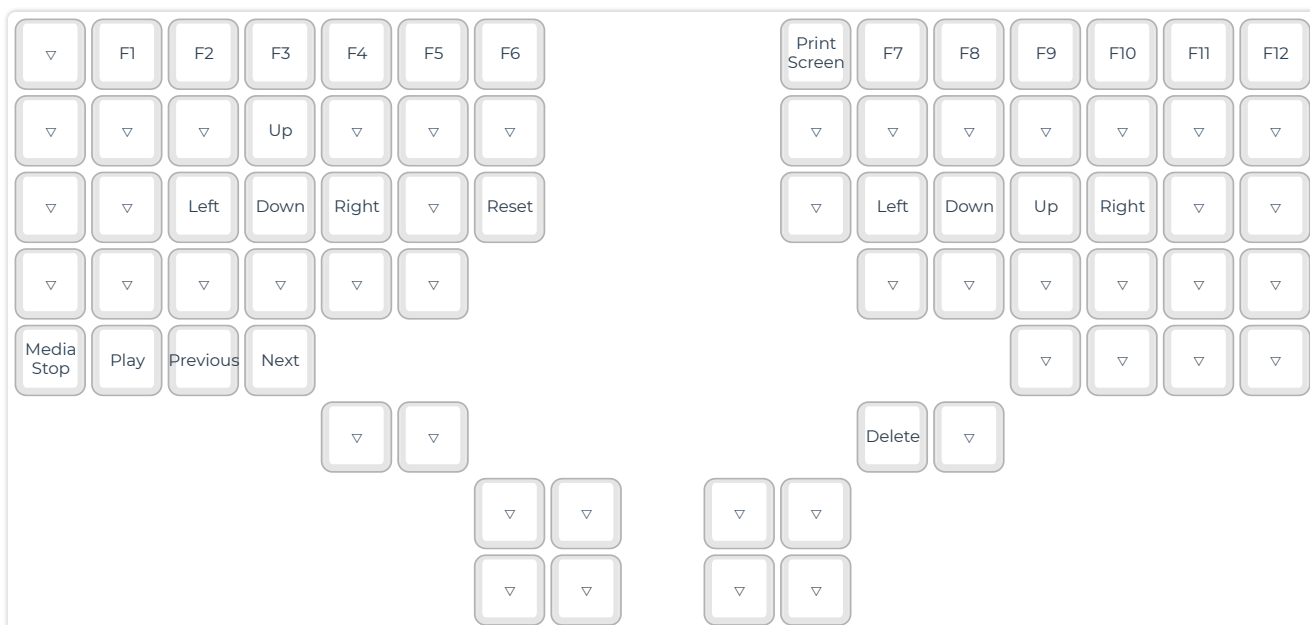 ▽ F1 F2 F3 F4 F5 F6 Print Screen F7 F8 F9 F10 F11 F12
▽ ▽ ▽ Up ▽ ▽ ▽ ▽ ▽ ▽ ▽ ▽ ▽ ▽
▽ ▽ Left Down Right ▽ Reset ▽ Left Down Up Right ▽ ▽
▽ ▽ ▽ ▽ ▽ ▽ ▽ ▽ ▽ ▽ ▽ ▽
Media Stop Play Previous Next ▽ ▽ ▽ ▽
▽ ▽ Delete ▽
▽ ▽ ▽ ▽
▽ ▽ ▽ ▽